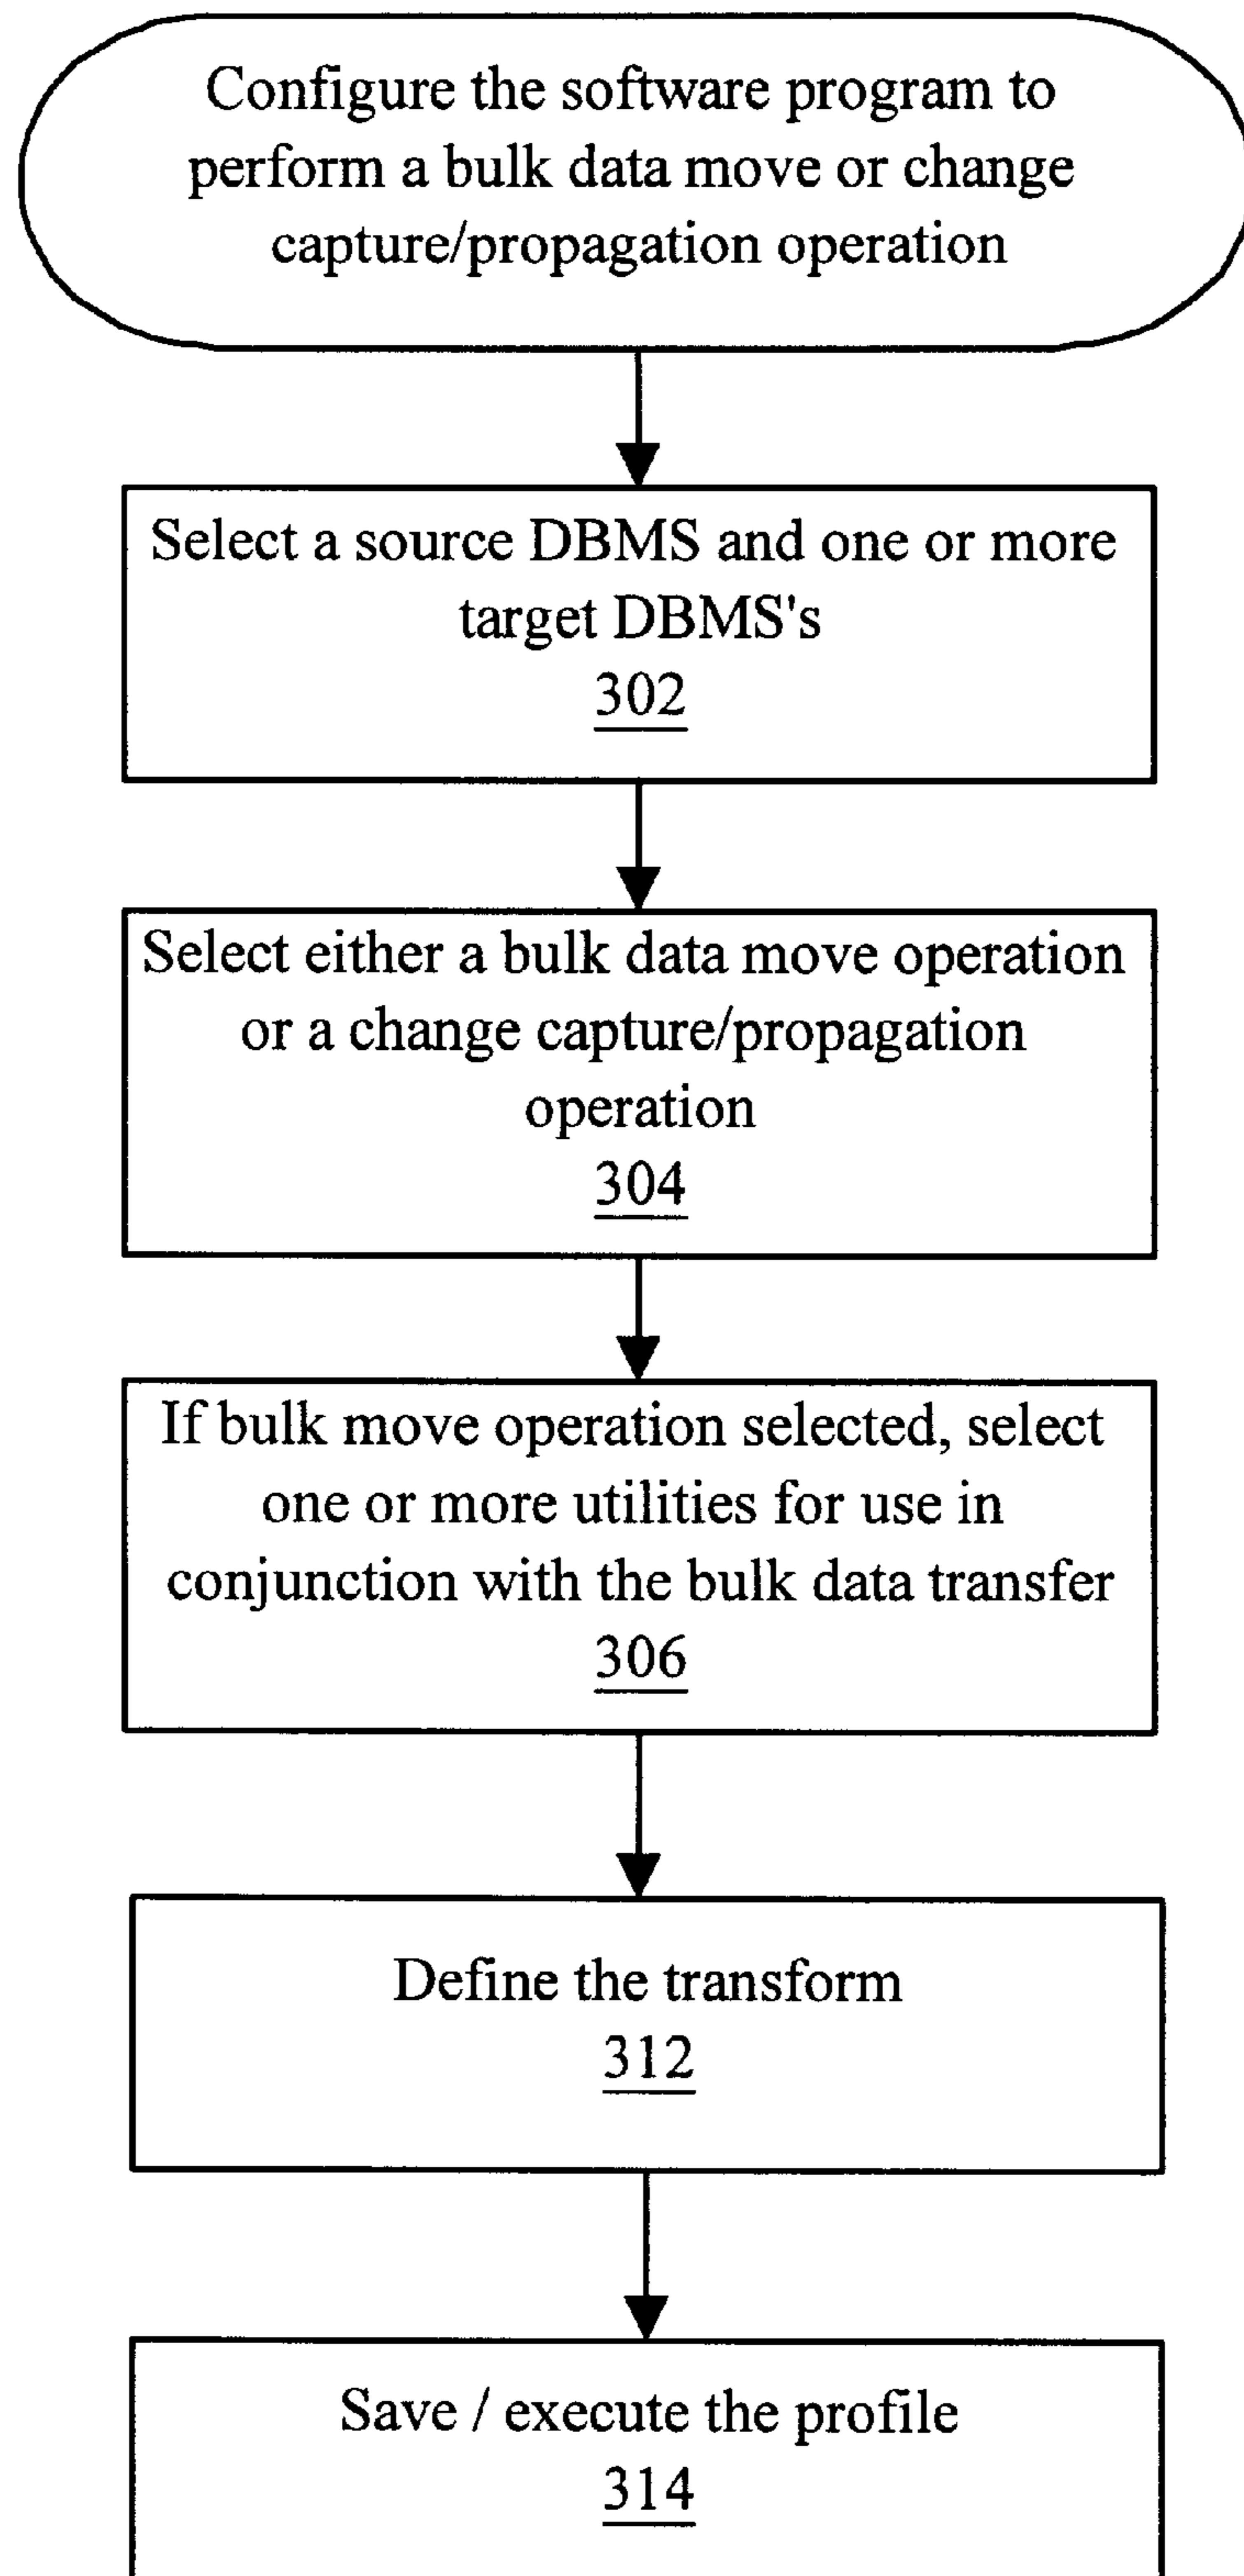 Configure the software program to
perform a bulk data move or change
capture/propagation operation
Select a source DBMS and one or more
target DBMS's
302
Select either a bulk data move operation
or a change capture/propagation
operation
304
If bulk move operation selected, select
one or more utilities for use in
conjunction with the bulk data transfer
306
Define the transform
312
Save / execute the profile
314